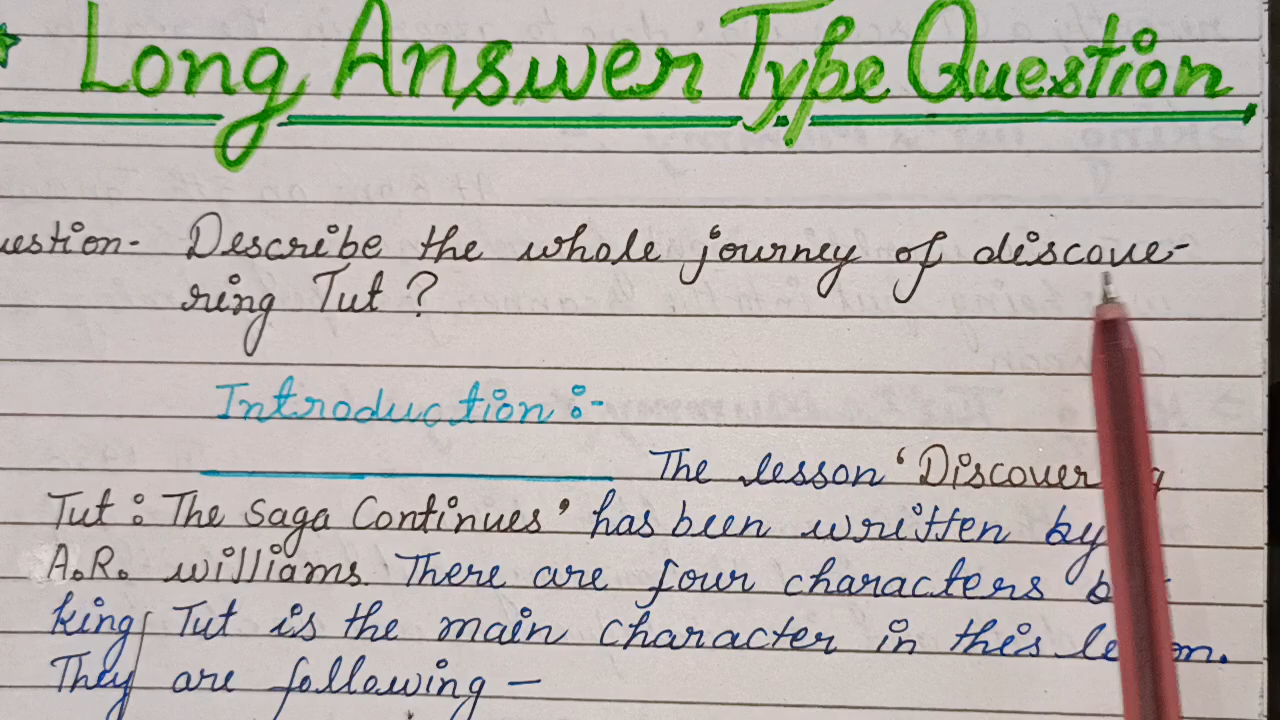 Long Answer Type Question
uestion- Describe the whole journey of discove-
ring Tut ?
Introduction :-
The lesson 'Discover
Tut : The Saga Continues' has been written by
A.R. williams. There are four characters
king Tut is the main character in this
They are following -